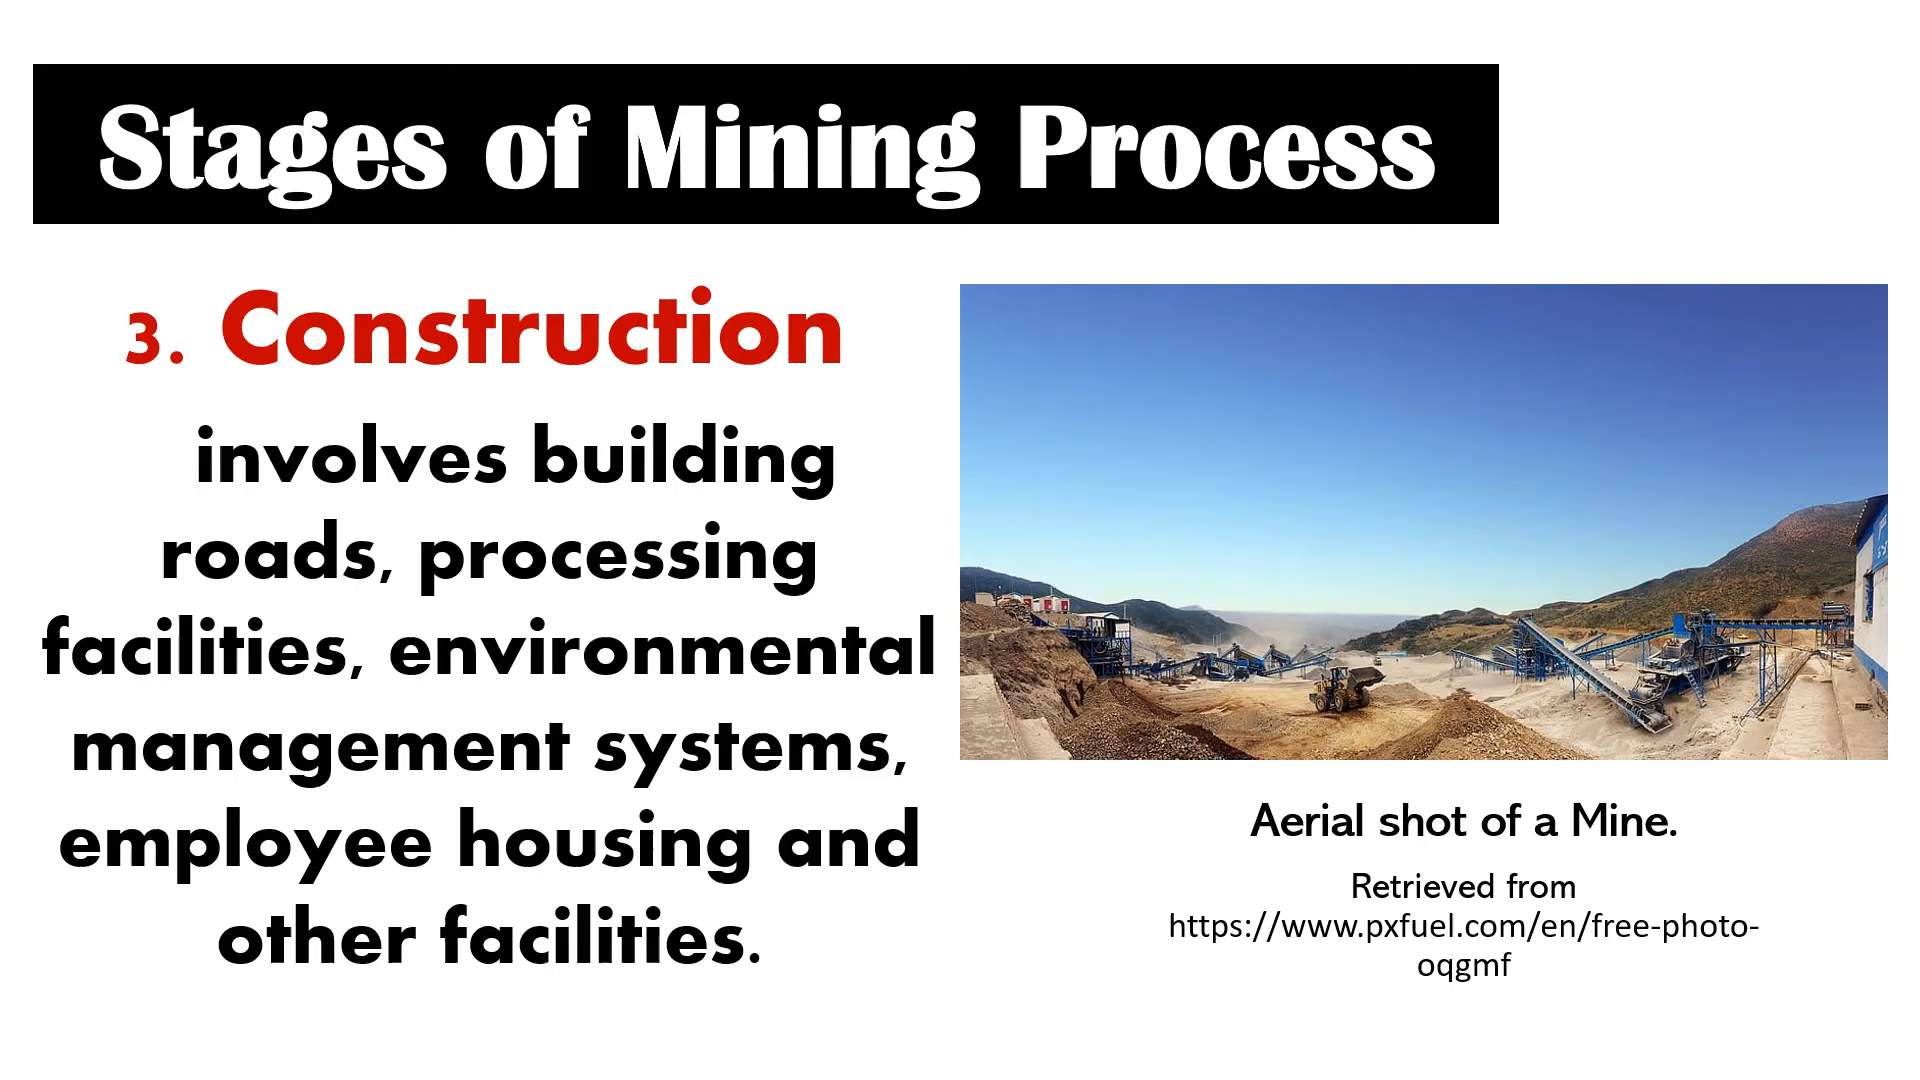 Stages of Mining Process
3. Construction
involves building
roads, processing
facilities, environmental
management systems,
employee housing and
other facilities.
Aerial shot of a Mine.
Retrieved from
https://www.pxfuel.com/en/free-photo-
oqgmf